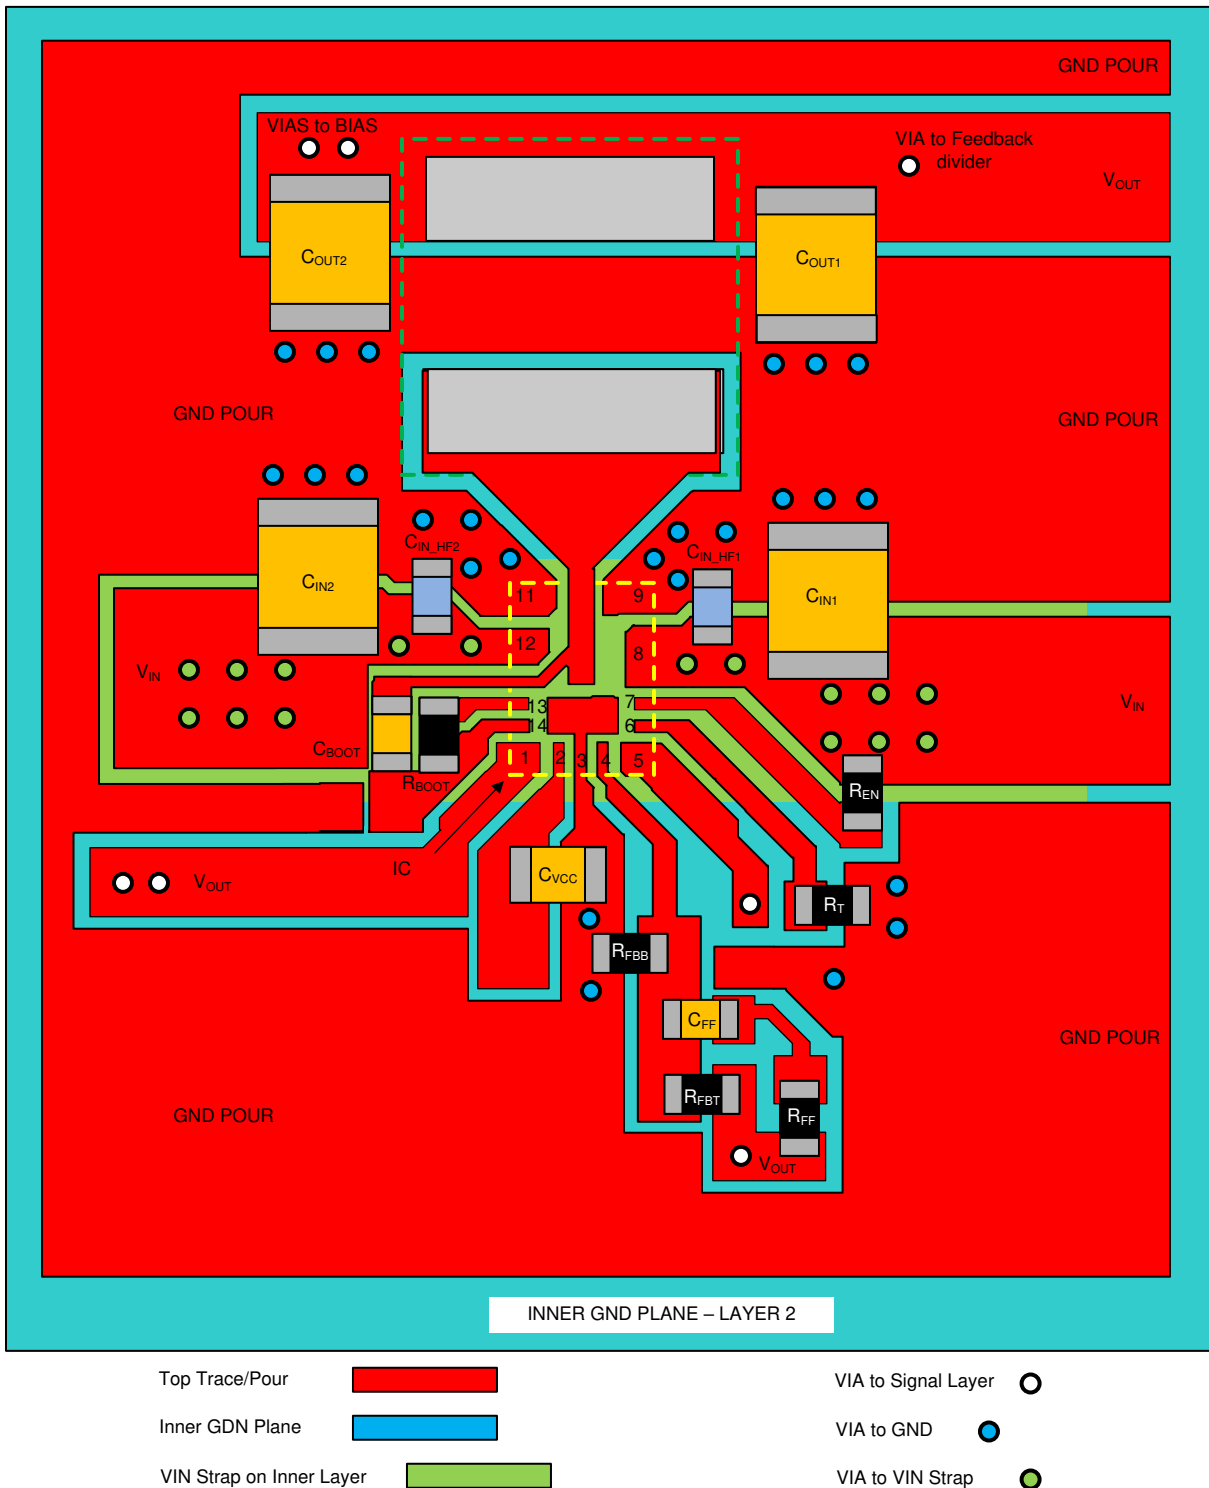 GND POUR
VIAS to BIAS
VIA to Feedback
divider
VOUT
COUT2
COUT1
GND POUR
GND POUR
CIN_HF2
CIN_HF1
CIN2
CIN1
11
9
12
8
VIN
VIN
13
7
14
6
CBOOT
RBOOT
1
2
3
4
5
REN
IC
VOUT
CVCC
RT
RFBB
CFF
GND POUR
RFBT
RFF
GND POUR
VOUT
INNER GND PLANE – LAYER 2
Top Trace/Pour
VIA to Signal Layer
Inner GDN Plane
VIA to GND
VIN Strap on Inner Layer
VIA to VIN Strap